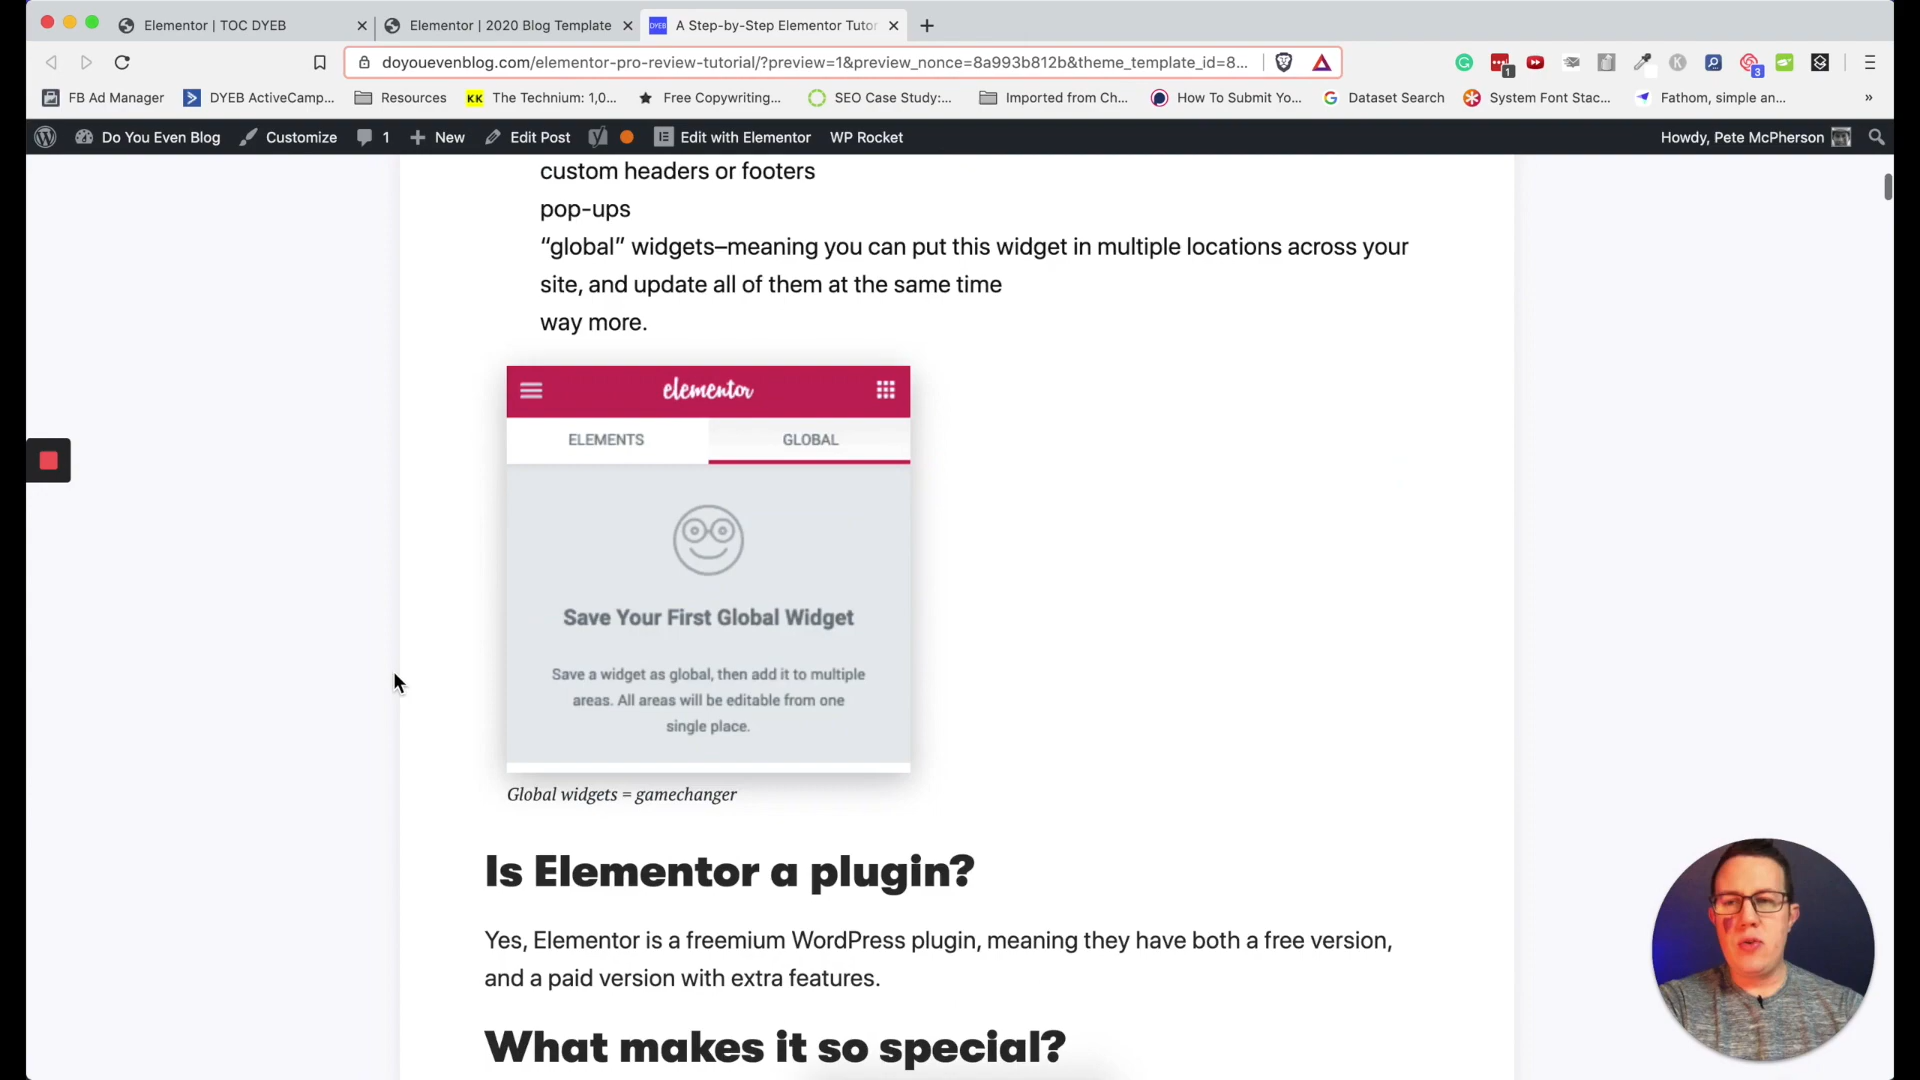 Elementor | TOC DYEB
Elementor | 2020 Blog Template
DYEB A Step-by-Step Elementor Tutor
doyouevenblog.com/elementor-pro-review-tutorial/?preview=1&preview_nonce=8a993b812b&theme_template_id=8...
1
3
FB Ad Manager
DYEB ActiveCamp...
Resources
KK The Technium: 1,0...
Free Copywriting...
SEO Case Study:...
Imported from Ch...
How To Submit Yo...
Dataset Search
System Font Stac...
Fathom, simple an...
»
Do You Even Blog
Customize
1
New
Edit Post
Edit with Elementor
WP Rocket
Howdy, Pete McPherson
custom headers or footers
pop-ups
“global” widgets–meaning you can put this widget in multiple locations across your
site, and update all of them at the same time
way more.
elementor
ELEMENTS
GLOBAL
Save Your First Global Widget
Save a widget as global, then add it to multiple
areas. All areas will be editable from one
single place.
Global widgets = gamechanger
Is Elementor a plugin?
Yes, Elementor is a freemium WordPress plugin, meaning they have both a free version,
and a paid version with extra features.
What makes it so special?